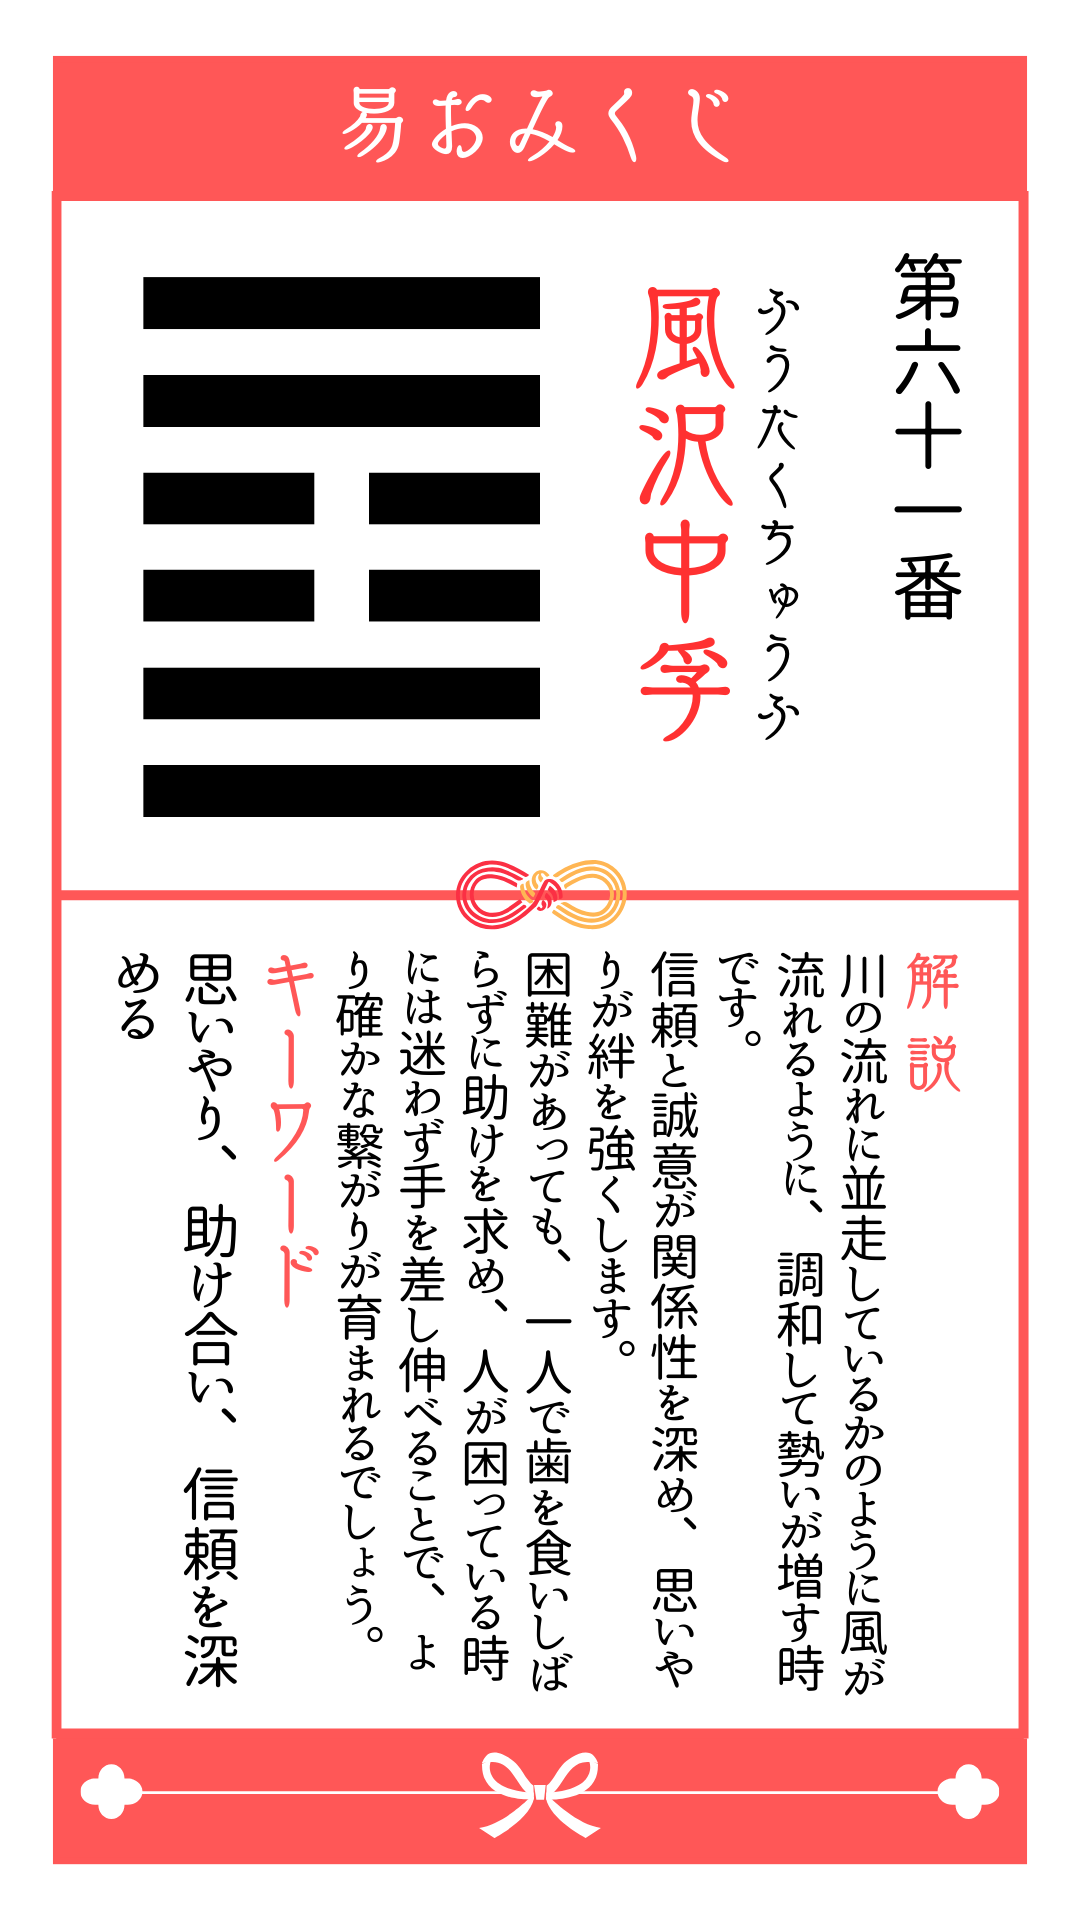 易おみくじ
第六十一番
ふうたくちゅうふ
風沢中孚
解説
川の流れに並走しているかのように風が
流れるように、調和して勢いが増す時
です。
信頼と誠意が関係性を深め、思いや
りが絆を強くします。
困難があっても、一人で歯を食いしば
らずに助けを求め、人が困っている時
には迷わず手を差し伸べることで、よ
り確かな繋がりが育まれるでしょう。
キーワード
思いやり、助け合い、信頼を深
める